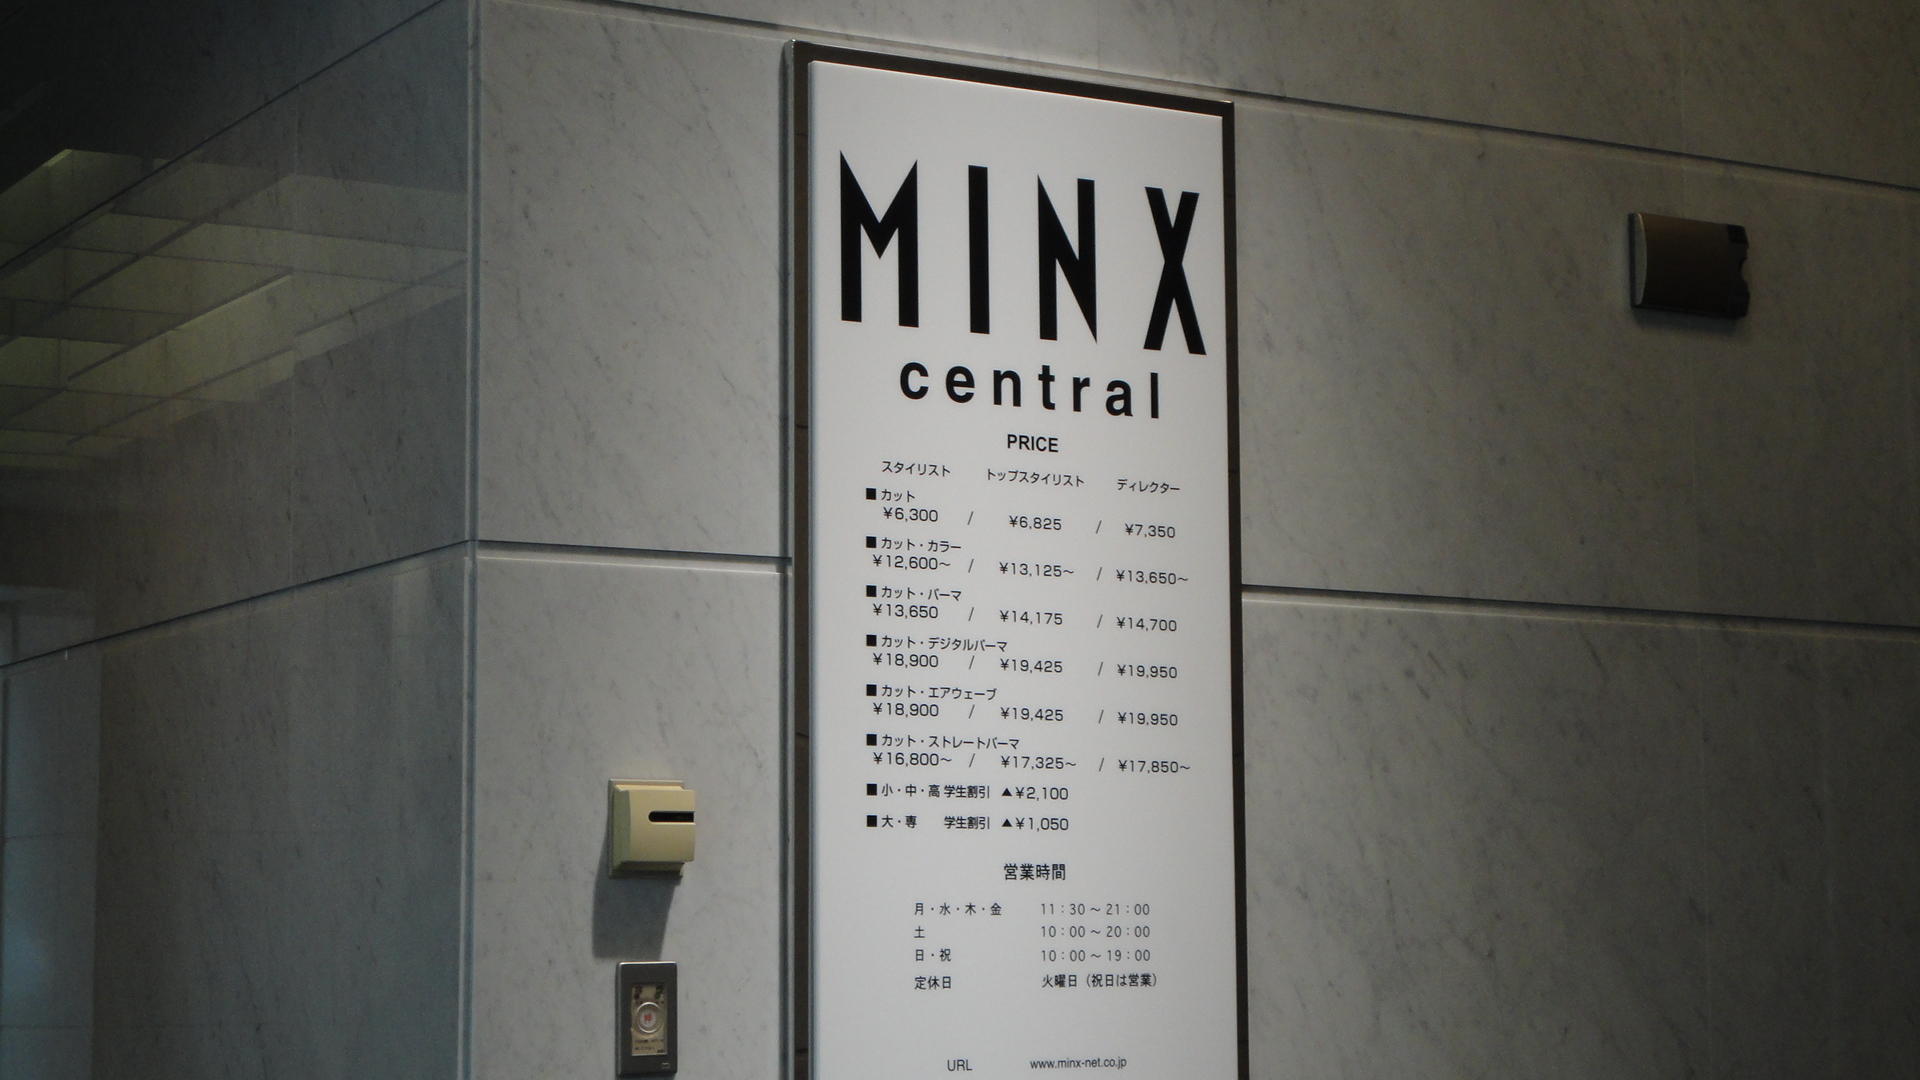 MINX
central
PRICE
スタイリスト トップスタイリスト ディレクター
■カット
¥6,300 / ¥6,825 / ¥7,350
■カット・カラー
¥12,600～ / ¥13,125～ / ¥13,650～
■カット・パーマ
¥13,650 / ¥14,175 / ¥14,700
■カット・デジタルパーマ
¥18,900 / ¥19,425 / ¥19,950
■カット・エアウェーブ
¥18,900 / ¥19,425 / ¥19,950
■カット・ストレートパーマ
¥16,800～ / ¥17,325～ / ¥17,850～
■小・中・高 学生割引 ▲¥2,100
■大・専 学生割引 ▲¥1,050
営業時間
月・水・木・金 11：30～21：00
土 10：00～20：00
日・祝 10：00～19：00
定休日 火曜日（祝日は営業）
URL www.minx-net.co.jp